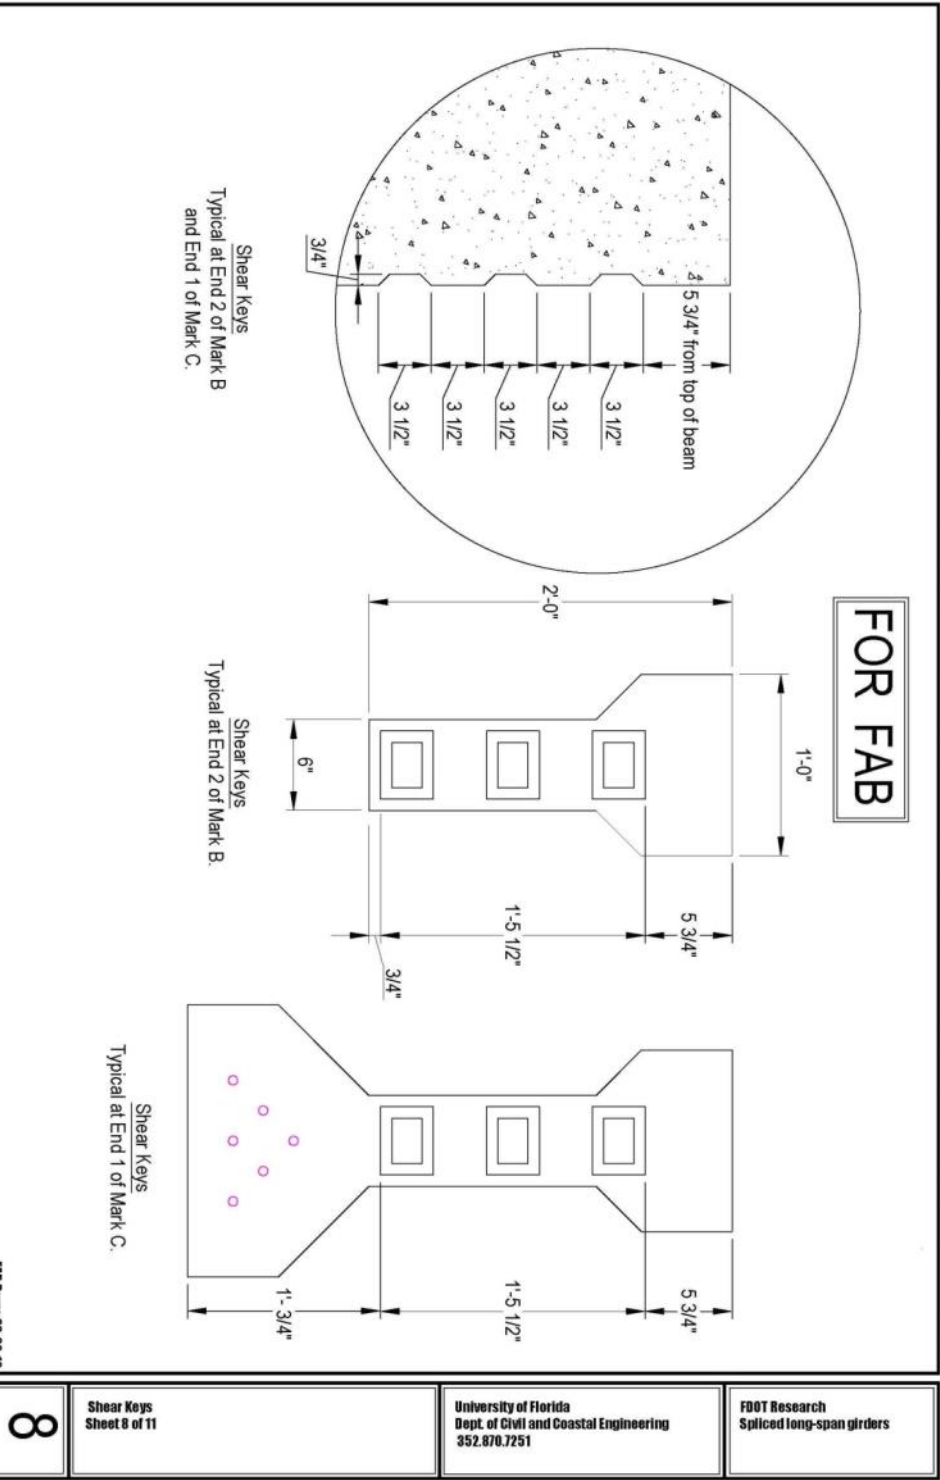 FOR FAB
5 3/4" from top of beam
3 1/2"
3 1/2"
3 1/2"
3 1/2"
3 1/2"
3/4"
Shear Keys
Typical at End 2 of Mark B
and End 1 of Mark C.
1'-0"
2'-0"
5 3/4"
1'-5 1/2"
3/4"
6"
Shear Keys
Typical at End 2 of Mark B.
5 3/4"
1'-5 1/2"
1'- 3/4"
Shear Keys
Typical at End 1 of Mark C.
FDOT Research
Spliced long-span girders
University of Florida
Dept. of Civil and Coastal Engineering
352.870.7251
Shear Keys
Sheet 8 of 11
8